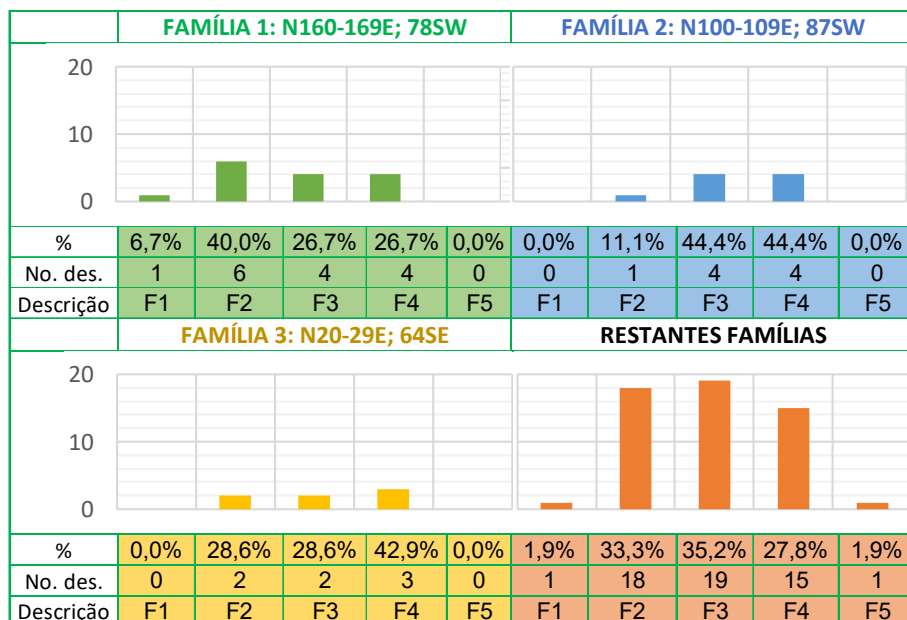 FAMÍLIA 1: N160-169E; 78SW FAMÍLIA 2: N100-109E; 87SW
20
10
0
% 6,7% 40,0% 26,7% 26,7% 0,0% 0,0% 11,1% 44,4% 44,4% 0,0%
No. des. 1 6 4 4 0 0 1 4 4 0
Descrição F1 F2 F3 F4 F5 F1 F2 F3 F4 F5
FAMÍLIA 3: N20-29E; 64SE RESTANTES FAMÍLIAS
20
10
0
% 0,0% 28,6% 28,6% 42,9% 0,0% 1,9% 33,3% 35,2% 27,8% 1,9%
No. des. 0 2 2 3 0 1 18 19 15 1
Descrição F1 F2 F3 F4 F5 F1 F2 F3 F4 F5